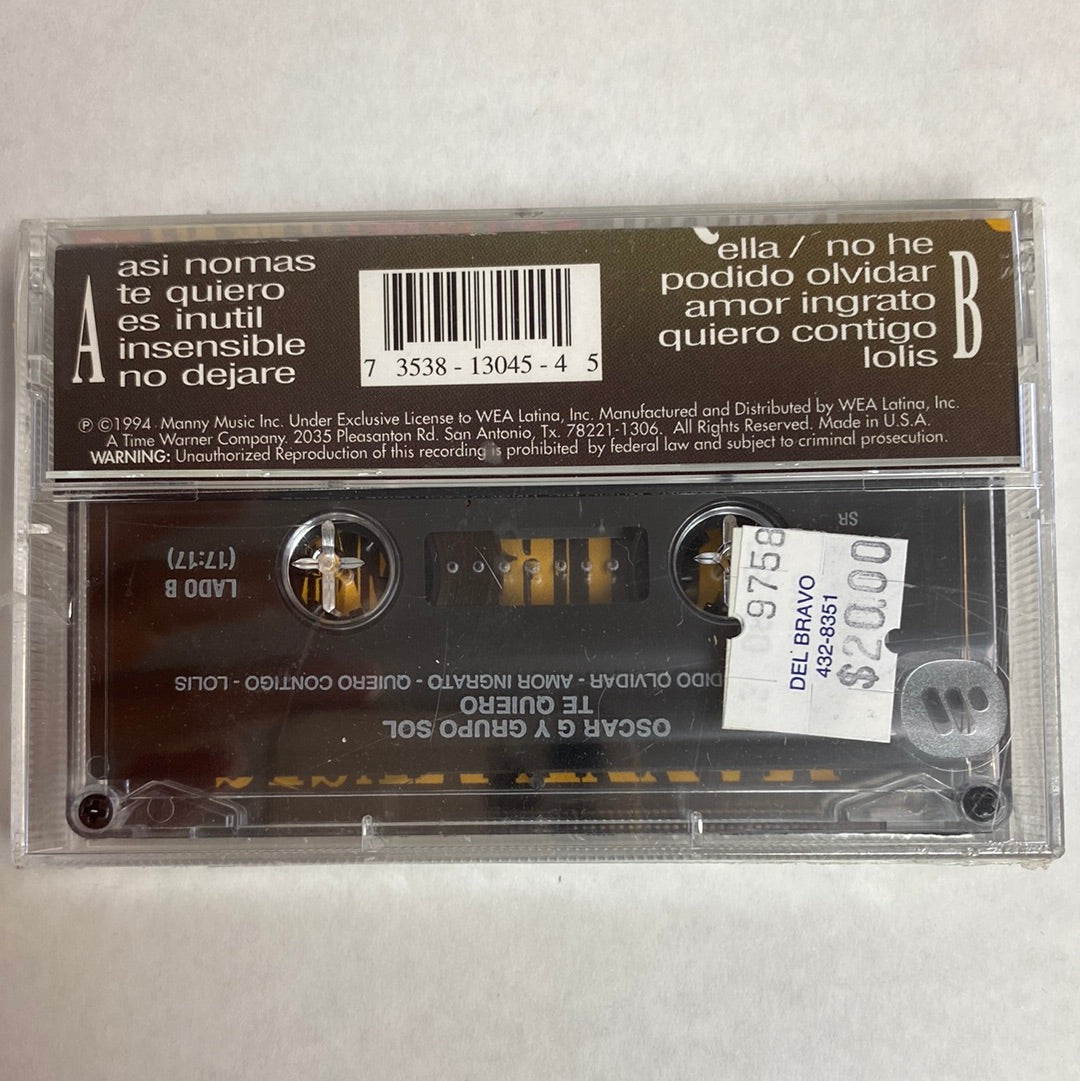 A
asi nomas
te quiero
es inutil
insensible
no dejare
7 3538 - 13045 - 4 5
ella / no he
podido olvidar
amor ingrato
quiero contigo
lolis
B
℗ ©1994 Manny Music Inc. Under Exclusive License to WEA Latina, Inc. Manufactured and Distributed by WEA Latina, Inc.
A Time Warner Company. 2035 Pleasanton Rd. San Antonio, Tx. 78221-1306. All Rights Reserved. Made in U.S.A.
WARNING: Unauthorized Reproduction of this recording is prohibited by federal law and subject to criminal prosecution.
SR
LADO B
(17:17)
9758
DEL BRAVO
432-8351
$20.00
OSCAR G Y GRUPO SOL
TE QUIERO
OLVIDAR - AMOR INGRATO - QUIERO CONTIGO - LOLIS